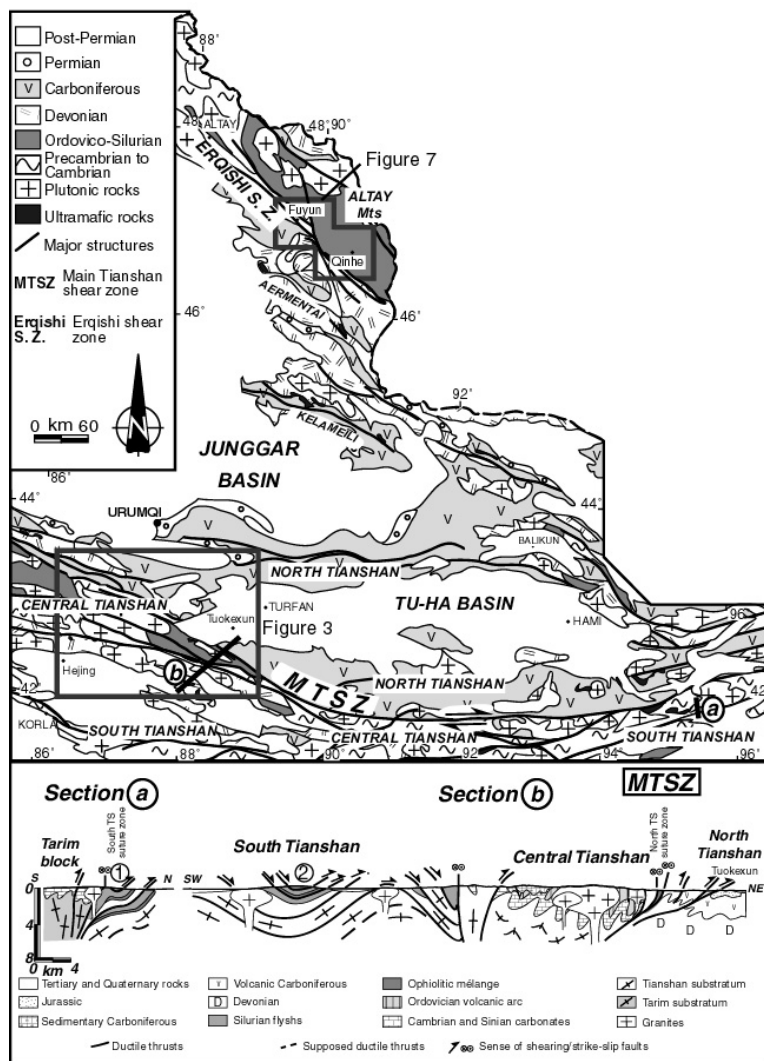 Post-Permian
Permian
V Carboniferous
Devonian
Ordovico-Silurian
Precambrian to
Cambrian
Plutonic rocks
Ultramafic rocks
Major structures
MTSZ Main Tianshan
shear zone
Erqishi Erqishi shear
S. Z. zone
0 km 60
N
88°
48°
ALTAY
48° 90°
Figure 7
ERQISHI S. Z.
ALTAY
Mts
Fuyun
Qinhe
AERMENTAI
46°
46°
92°
KELAMEILI
JUNGGAR
BASIN
86°
44°
44°
URUMQI
BALIKUN
NORTH TIANSHAN
CENTRAL TIANSHAN
TURFAN
TU-HA BASIN
Tuokexun
Figure 3
HAMI
96°
Hejing
b
MTSZ
NORTH TIANSHAN
42°
42°
a
KORLA
SOUTH TIANSHAN
CENTRAL TIANSHAN
SOUTH TIANSHAN
86°
88°
90°
92°
94°
96°
Section a
Section b
MTSZ
Tarim
block
South TS
suture zone
South Tianshan
Central Tianshan
North TS
suture zone
North
Tianshan
Tuokexun
S
1
N
SW
2
NE
0
4
8
0 4
km
D D D
Tertiary and Quaternary rocks
Jurassic
Sedimentary Carboniferous
V Volcanic Carboniferous
D Devonian
Silurian flyshs
Ophiolitic mélange
Ordovician volcanic arc
Cambrian and Sinian carbonates
Tianshan substratum
Tarim substratum
Granites
Ductile thrusts
Supposed ductile thrusts
Sense of shearing/strike-slip faults